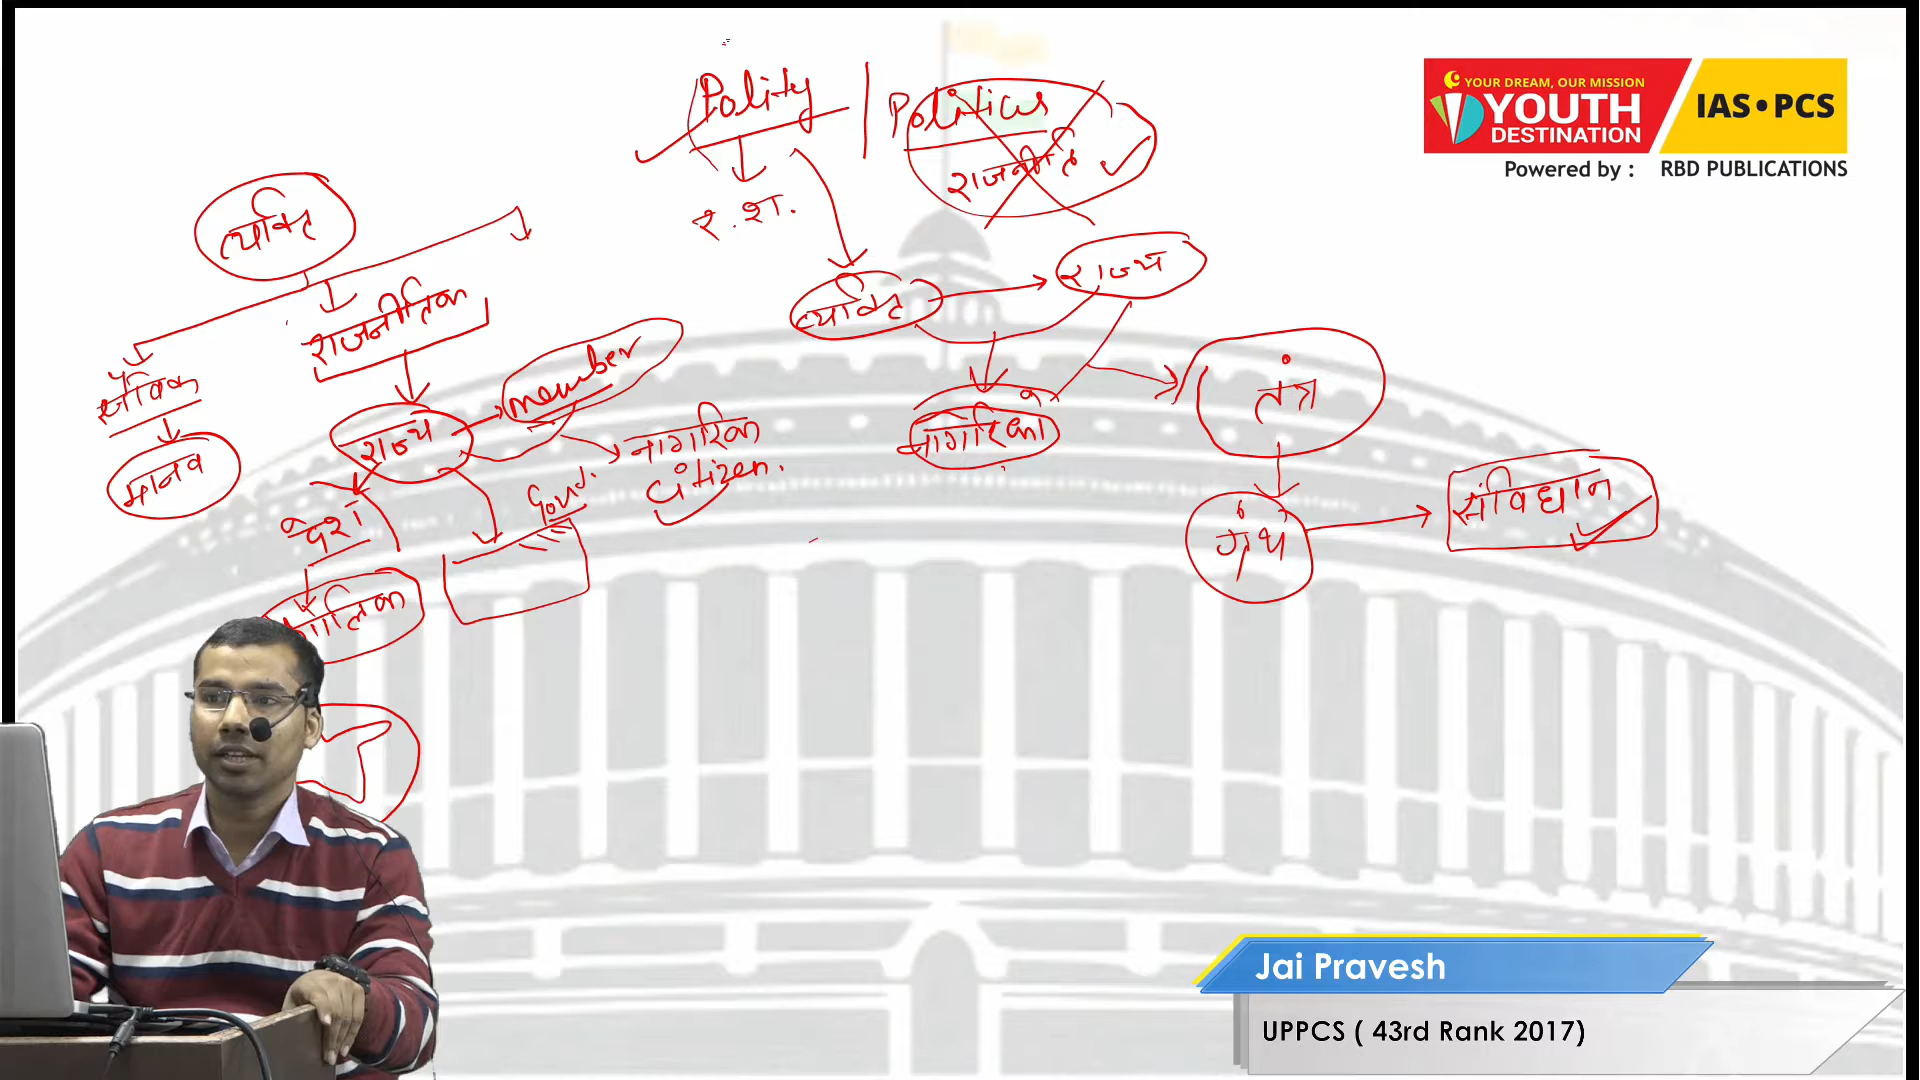 Polity | Politics
राजनीति
र. शा.
व्यक्ति
राज्य
नागरिक
तंत्र
ग्रंथ
संविधान
व्यक्ति
राजनीतिक
जैविक
मानव
राज्य
member
नागरिक
citizen.
Govt.
देश
YOUR DREAM, OUR MISSION
YOUTH
DESTINATION
IAS•PCS
Powered by : RBD PUBLICATIONS
Jai Pravesh
UPPCS ( 43rd Rank 2017)